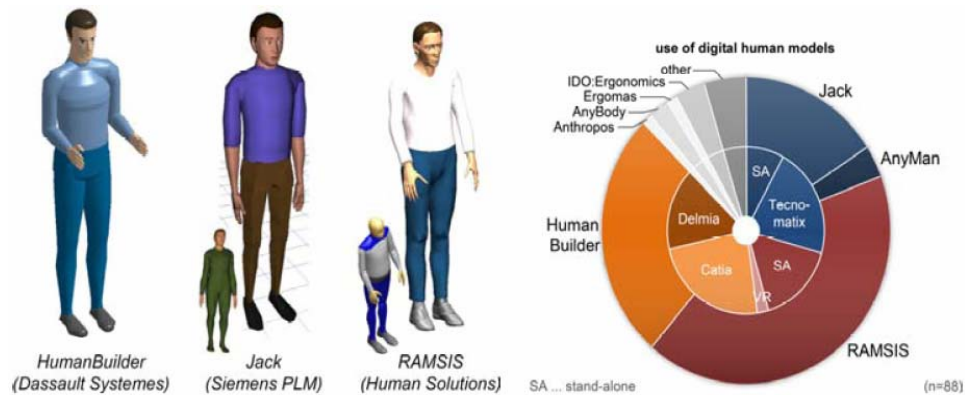 HumanBuilder
(Dassault Systemes)
Jack
(Siemens PLM)
RAMSIS
(Human Solutions)
use of digital human models
other
IDO:Ergonomics
Ergomas
AnyBody
Anthropos
Jack
AnyMan
SA
Tecno-
matix
Delmia
Human
Builder
Catia
SA
VR
RAMSIS
SA ... stand-alone
(n=88)